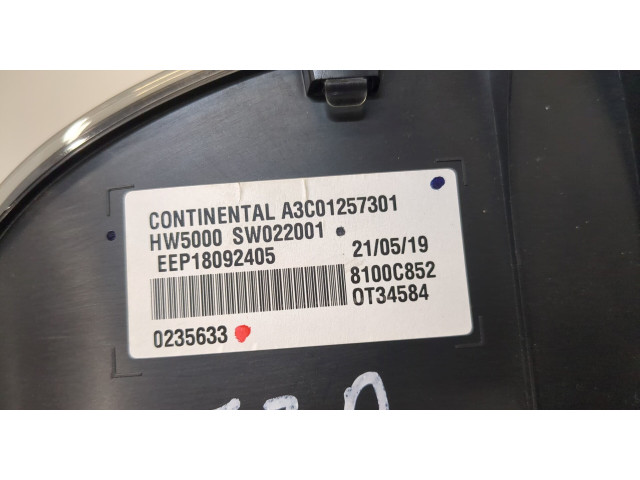 CONTINENTAL A3C01257301
HW5000 SW022001
EEP18092405
21/05/19
8100C852
OT34584
0235633